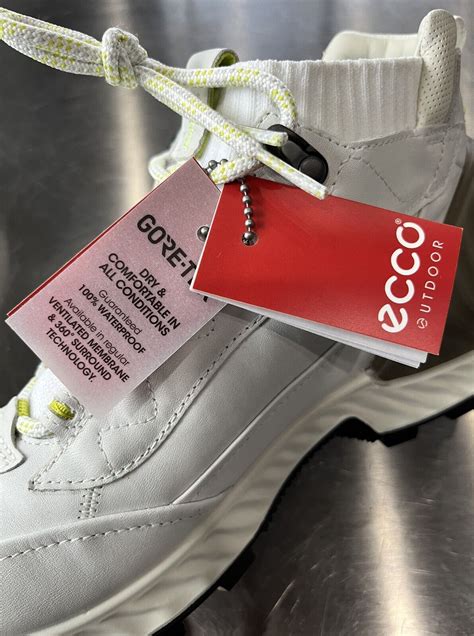 GORE-T
DRY &
COMFORTABLE IN
ALL CONDITIONS
Guaranteed
100% WATERPROOF
Available in regular
VENTILATED MEMBRANE
& 360° SURROUND
TECHNOLOGY.
ecco®
OUTDOOR